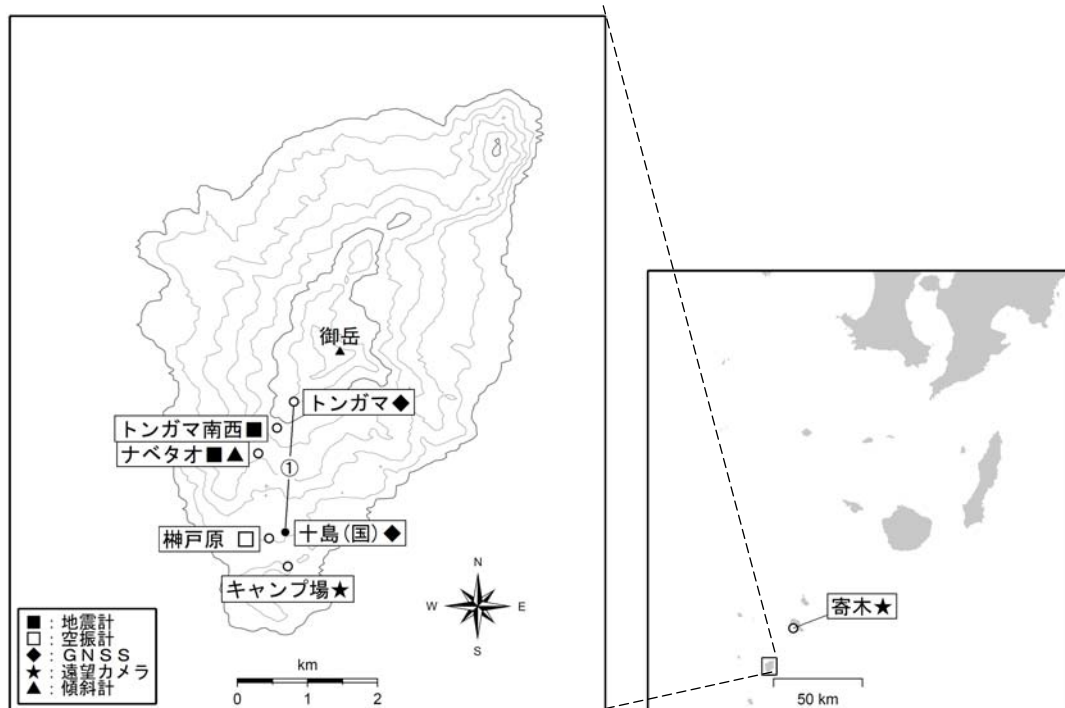 御岳
トンガマ◆
トンガマ南西■
ナベタオ■▲
①
榊戸原 □
十島(国)◆
キャンプ場★
N
W E
S
■:地震計
□:空振計
◆:GNSS
★:遠望カメラ
▲:傾斜計
km
0 1 2
寄木★
50 km